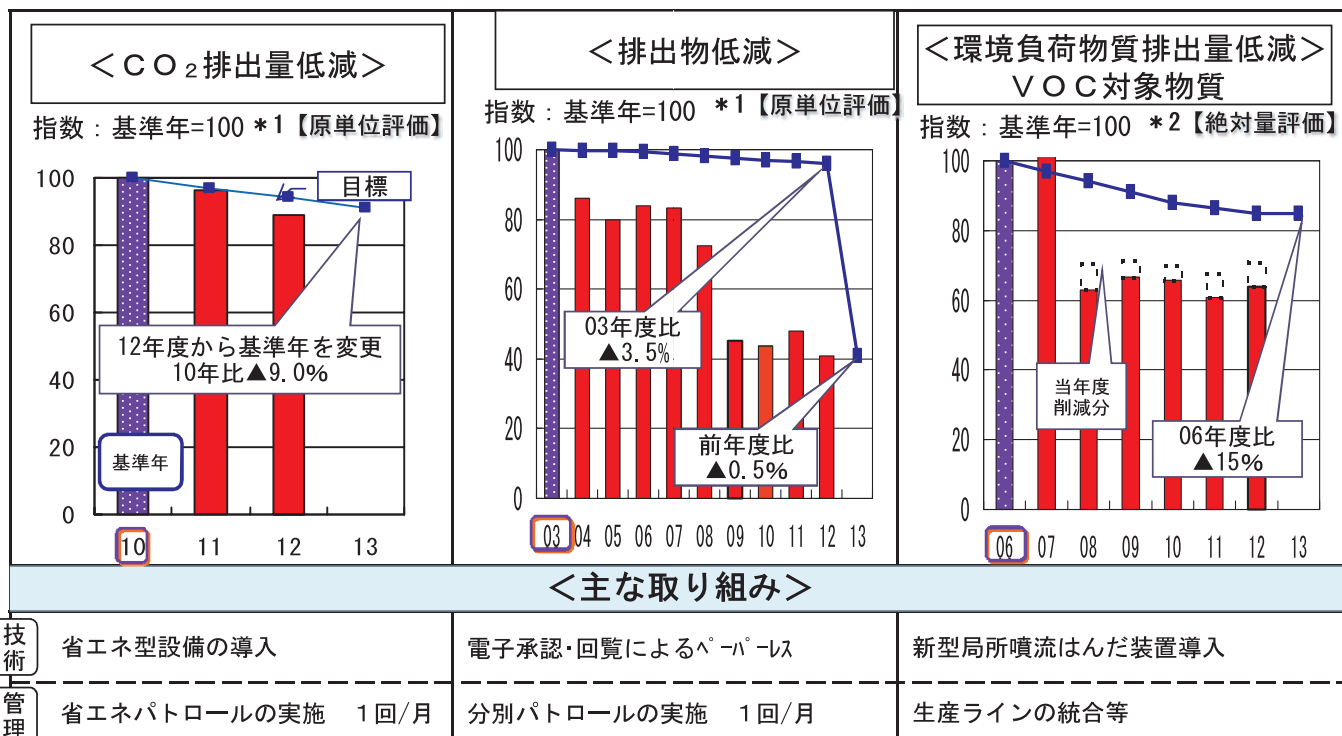 ＜ＣＯ₂排出量低減＞
指数：基準年=100 ＊1【原単位評価】
100
80
60
40
20
0
目標
12年度から基準年を変更
10年比▲9.0%
基準年
10 11 12 13
＜排出物低減＞
指数：基準年=100 ＊1【原単位評価】
100
80
60
40
20
0
03年度比
▲3.5%
前年度比
▲0.5%
03 04 05 06 07 08 09 10 11 12 13
＜環境負荷物質排出量低減＞
ＶＯＣ対象物質
指数：基準年=100 ＊2【絶対量評価】
100
80
60
40
20
0
当年度
削減分
06年度比
▲15%
06 07 08 09 10 11 12 13
＜主な取り組み＞
技術
省エネ型設備の導入
電子承認・回覧によるﾍﾟｰﾊﾟｰﾚｽ
新型局所噴流はんだ装置導入
管理
省エネパトロールの実施 1回/月
分別パトロールの実施 1回/月
生産ラインの統合等